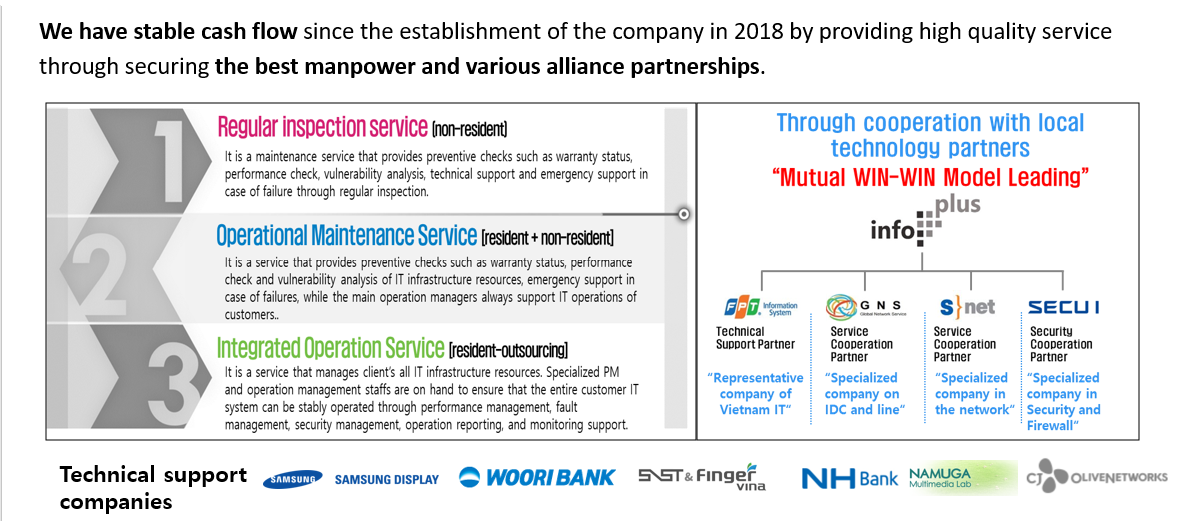 We have stable cash flow since the establishment of the company in 2018 by providing high quality service
through securing the best manpower and various alliance partnerships.
1
Regular inspection service (non-resident)
It is a maintenance service that provides preventive checks such as warranty status,
performance check, vulnerability analysis, technical support and emergency support in
case of failure through regular inspection.
2
Operational Maintenance Service (resident + non-resident)
It is a service that provides preventive checks such as warranty status, performance
check and vulnerability analysis of IT infrastructure resources, emergency support in
case of failures, while the main operation managers always support IT operations of
customers..
3
Integrated Operation Service (resident-outsourcing)
It is a service that manages client's all IT infrastructure resources. Specialized PM
and operation management staffs are on hand to ensure that the entire customer IT
system can be stably operated through performance management, fault
management, security management, operation reporting, and monitoring support.
Through cooperation with local
technology partners
“Mutual WIN-WIN Model Leading”
info plus
FPT. Information
System
Technical
Support Partner
“Representative
company of
Vietnam IT”
GNS
Global Network Service
Service
Cooperation
Partner
“Specialized
company on
IDC and line”
S}net
Service
Cooperation
Partner
“Specialized
company in
the network”
SECUI
Security
Cooperation
Partner
“Specialized
company in
Security and
Firewall”
Technical support
companies
SAMSUNG SAMSUNG DISPLAY
WOORI BANK
& Finger
vina
NH Bank
NAMUGA
Multimedia Lab
CJ OLIVENETWORKS